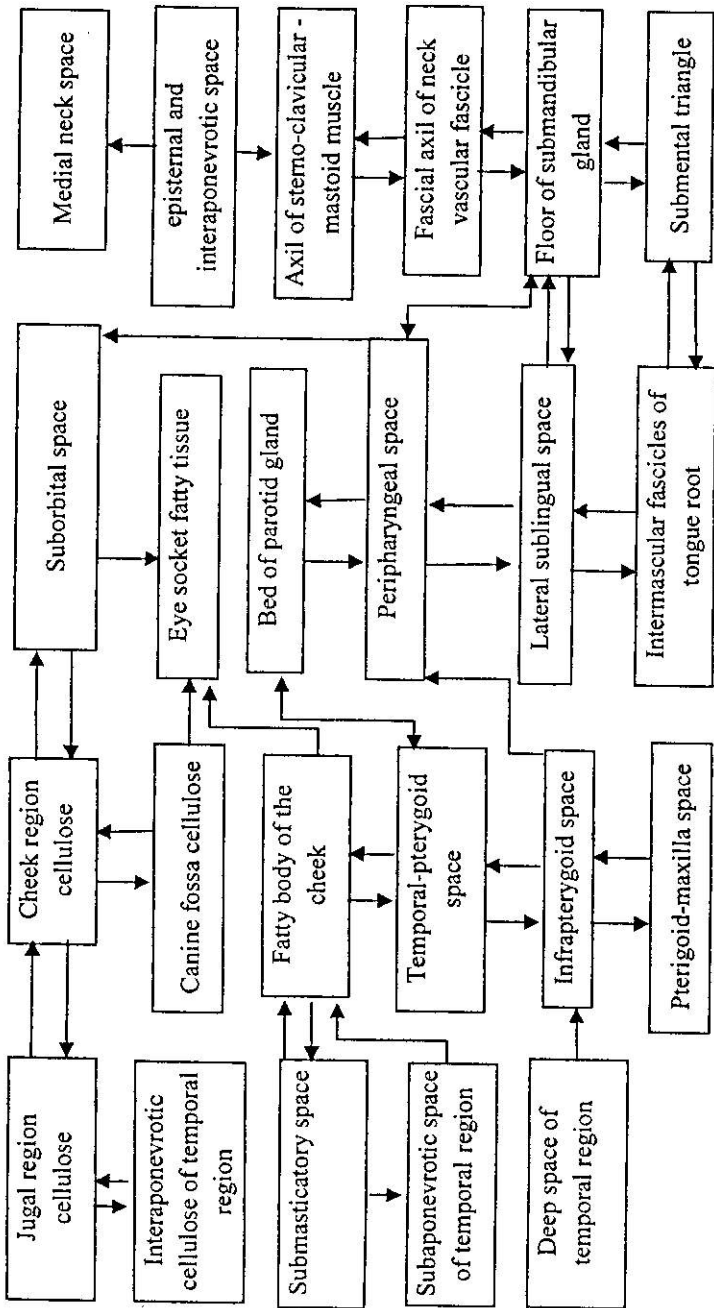 Jugal region
cellulose
Interaponevrotic
cellulose of temporal
region
Submasticatory space
Subaponevrotic space
of temporal region
Deep space of
temporal region
Cheek region
cellulose
Canine fossa cellulose
Fatty body of the
cheek
Temporal-pterygoid
space
Infrapterygoid space
Pterigoid-maxilla space
Suborbital space
Eye socket fatty tissue
Bed of parotid gland
Peripharyngeal space
Lateral sublingual space
Intermascular fascicles of
tongue root
Medial neck space
episternal and
interaponevrotic space
Axil of sterno-clavicular -
mastoid muscle
Fascial axil of neck
vascular fascicle
Floor of submandibular
gland
Submental triangle